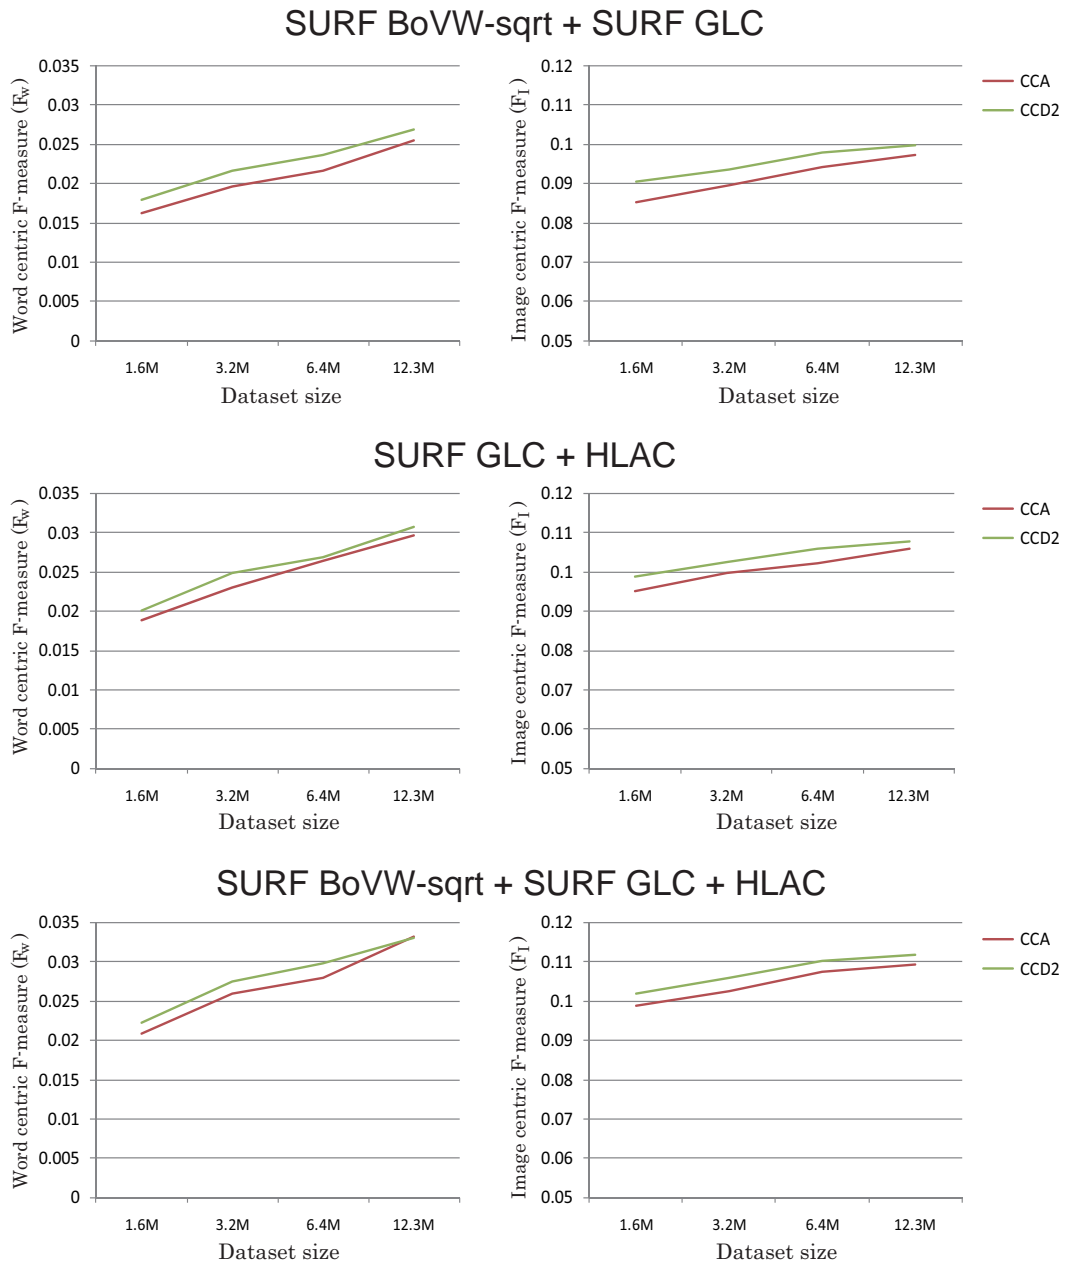 SURF BoVW-sqrt + SURF GLC
Word centric F-measure (Fw)
0.035
0.03
0.025
0.02
0.015
0.01
0.005
0
1.6M 3.2M 6.4M 12.3M
Dataset size
Image centric F-measure (FI)
0.12
0.11
0.1
0.09
0.08
0.07
0.06
0.05
1.6M 3.2M 6.4M 12.3M
Dataset size
CCA
CCD2
SURF GLC + HLAC
Word centric F-measure (Fw)
0.035
0.03
0.025
0.02
0.015
0.01
0.005
0
1.6M 3.2M 6.4M 12.3M
Dataset size
Image centric F-measure (FI)
0.12
0.11
0.1
0.09
0.08
0.07
0.06
0.05
1.6M 3.2M 6.4M 12.3M
Dataset size
CCA
CCD2
SURF BoVW-sqrt + SURF GLC + HLAC
Word centric F-measure (Fw)
0.035
0.03
0.025
0.02
0.015
0.01
0.005
0
1.6M 3.2M 6.4M 12.3M
Dataset size
Image centric F-measure (FI)
0.12
0.11
0.1
0.09
0.08
0.07
0.06
0.05
1.6M 3.2M 6.4M 12.3M
Dataset size
CCA
CCD2